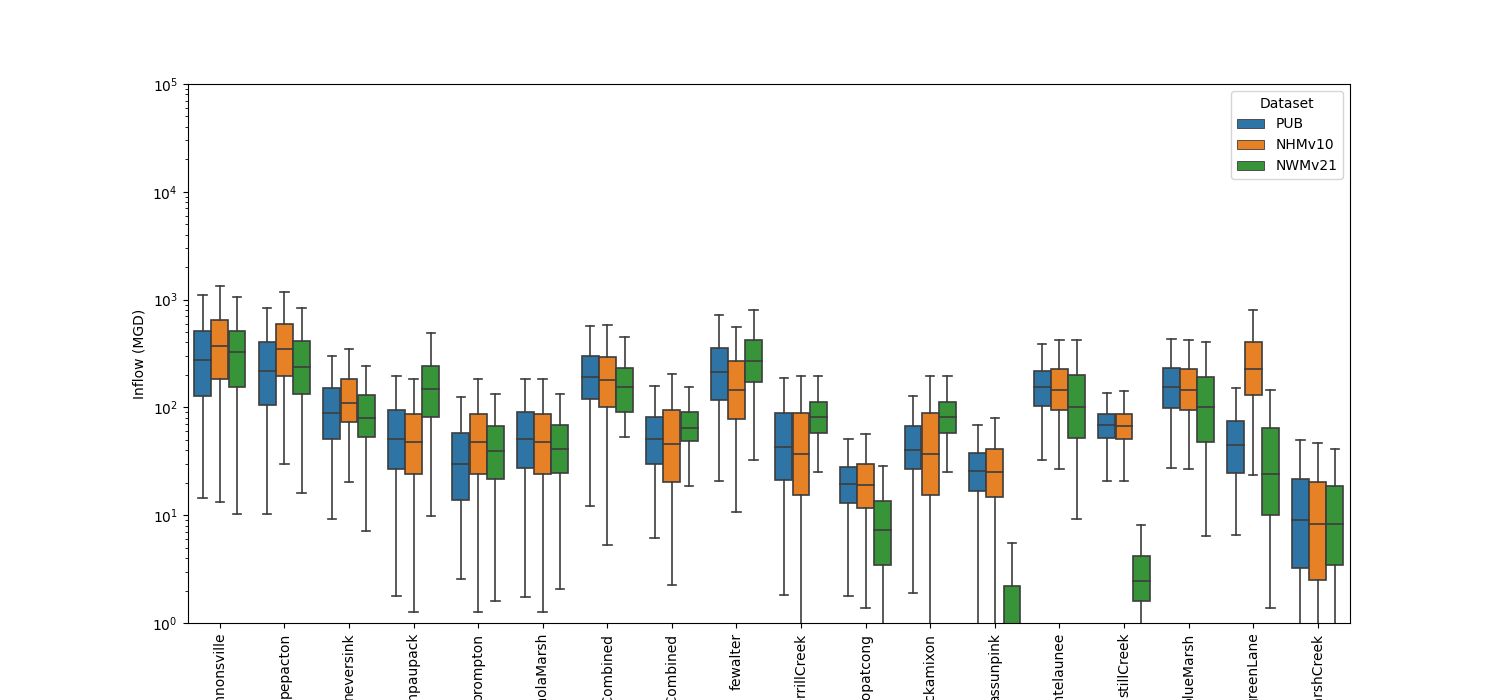 Dataset
PUB
NHMv10
NWMv21
10^5
10^4
10^3
10^2
10^1
10^0
Inflow (MGD)
nnonsville
pepacton
neversink
npaupack
prompton
nolaMarsh
Combined
Combined
fewalter
rrillCreek
opatcong
ckamixon
assunpink
ntelaunee
stillCreek
lueMarsh
reenLane
rshCreek